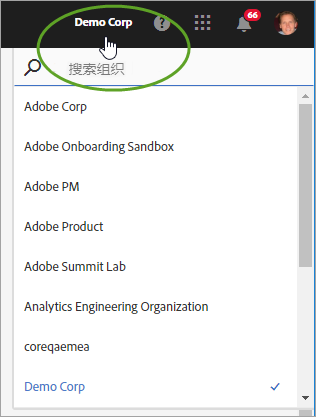 Demo Corp
?
66
搜索组织
Adobe Corp
Adobe Onboarding Sandbox
Adobe PM
Adobe Product
Adobe Summit Lab
Analytics Engineering Organization
coreqaemea
Demo Corp